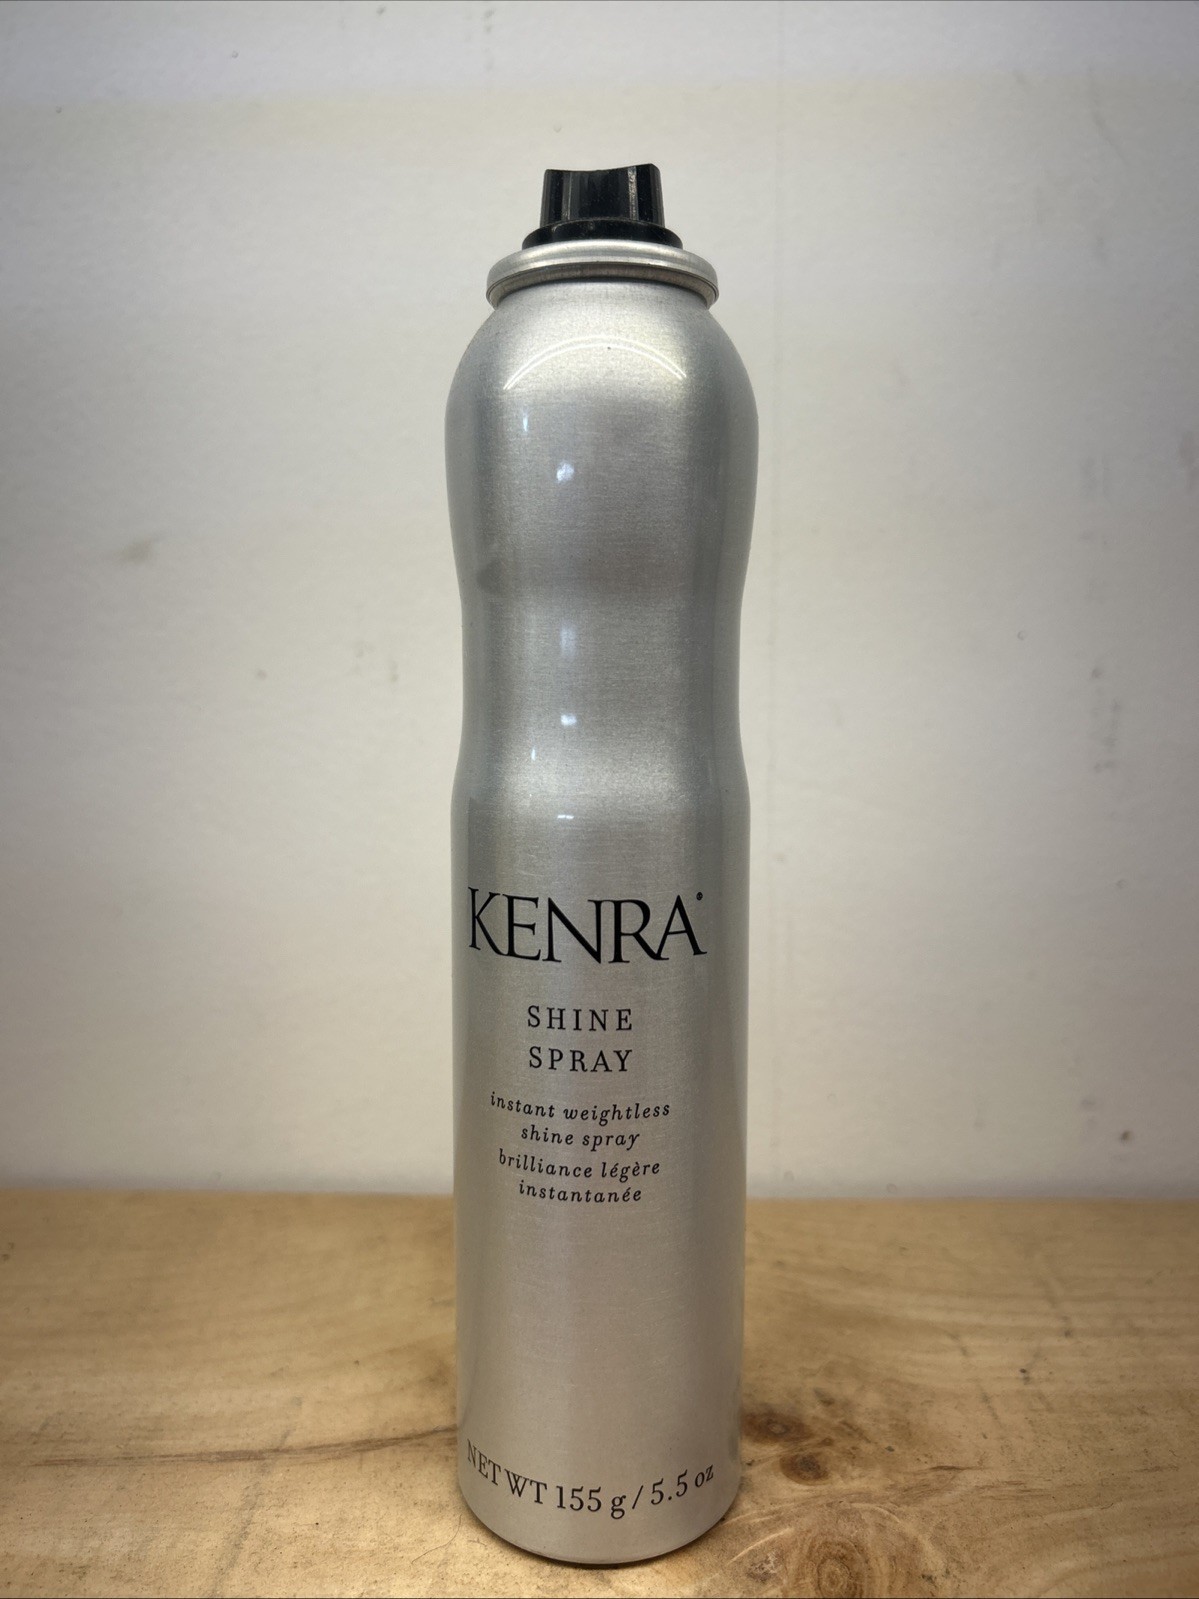 KENRA®
SHINE
SPRAY
instant weightless
shine spray
brilliance légère
instantanée
NET WT 155 g / 5.5 oz